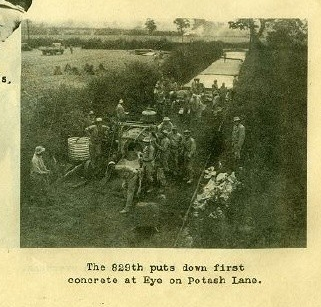 s,
The 829th puts down first
concrete at Eye on Potash Lane.